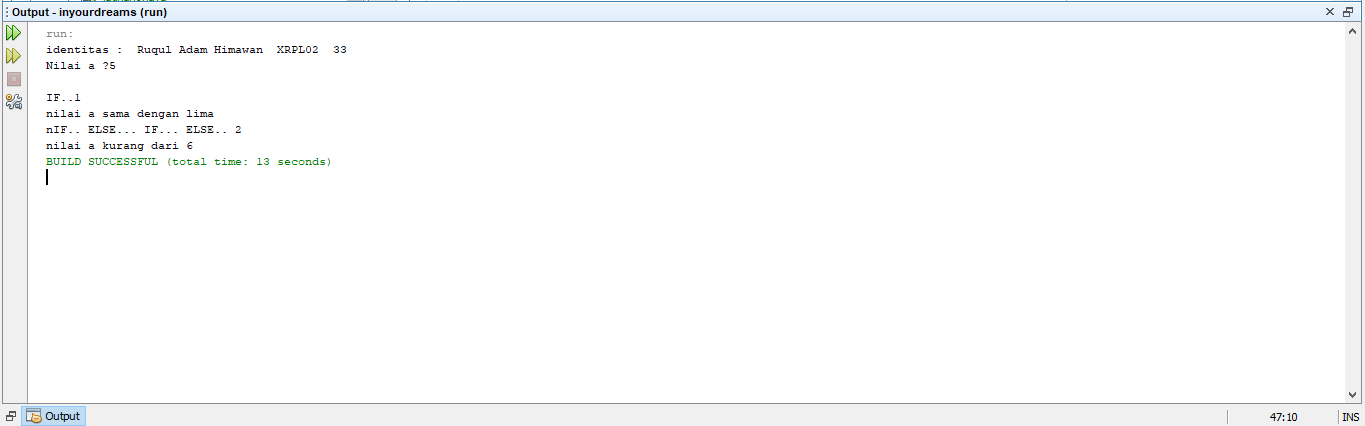 Output - inyourdreams (run)
run:
identitas :  Ruqul Adam Himawan  XRPL02  33
Nilai a ?5
IF..1
nilai a sama dengan lima
nIF.. ELSE... IF... ELSE.. 2
nilai a kurang dari 6
BUILD SUCCESSFUL (total time: 13 seconds)
Output
47:10
INS